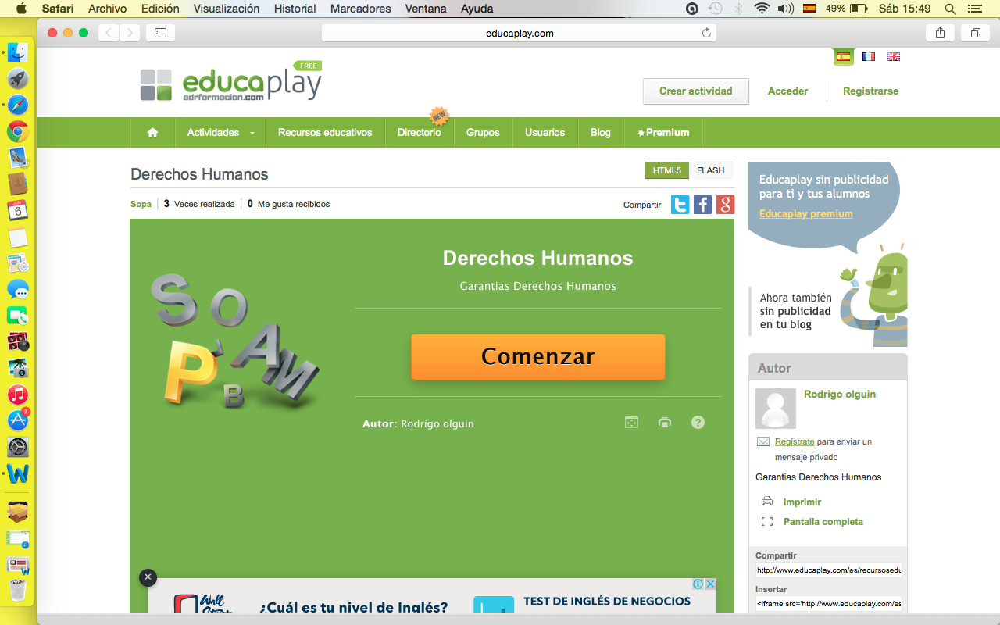 Safari Archivo Edición Visualización Historial Marcadores Ventana Ayuda 49% Sáb 15:49
educaplay.com
FREE
educaplay
adrformacion.com
Crear actividad Acceder Registrarse
NEW
Actividades Recursos educativos Directorio Grupos Usuarios Blog Premium
Derechos Humanos
HTML5 FLASH
Sopa 3 Veces realizada 0 Me gusta recibidos Compartir
Derechos Humanos
Garantias Derechos Humanos
S O P A M B
Comenzar
Autor: Rodrigo olguin
?
Educaplay sin publicidad
para ti y tus alumnos
Educaplay premium
Ahora también
sin publicidad
en tu blog
Autor
Rodrigo olguin
Regístrate para enviar un
mensaje privado
Garantias Derechos Humanos
Imprimir
Pantalla completa
Compartir
http://www.educaplay.com/es/recursosedu
Insertar
<iframe src='http://www.educaplay.com/es
Wall
¿Cuál es tu nivel de Inglés?
TEST DE INGLÉS DE NEGOCIOS
JUN
6
2